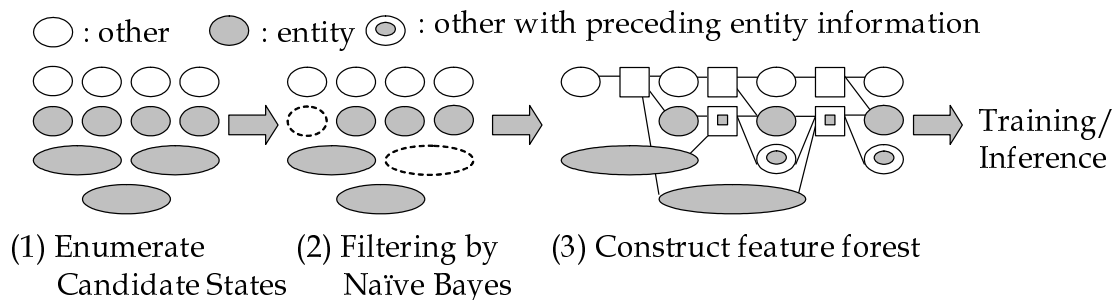 : other : entity : other with preceding entity information
Training/
Inference
(1) Enumerate
Candidate States
(2) Filtering by
Naïve Bayes
(3) Construct feature forest